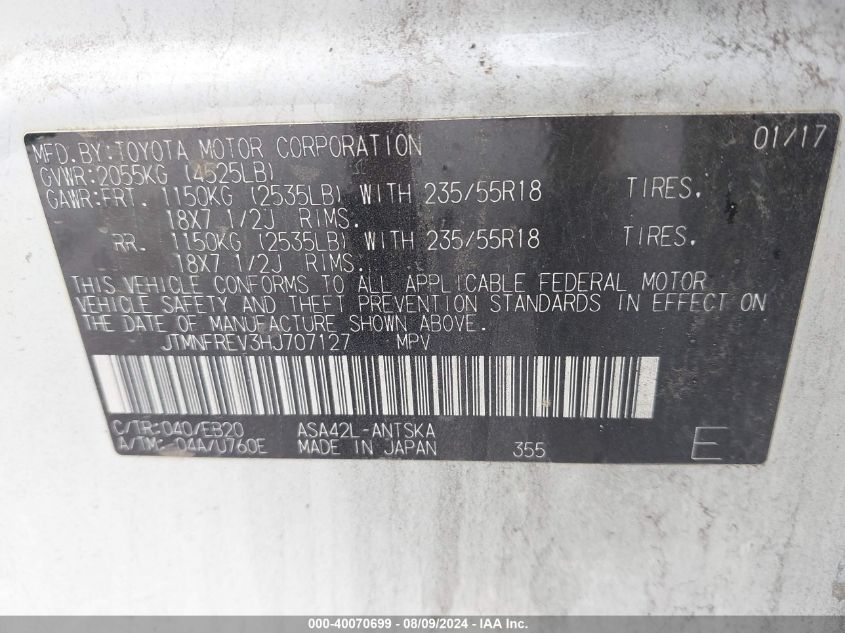 MFD.BY:TOYOTA MOTOR CORPORATION 01/17
GVWR:2055KG (4525LB)
GAWR:FRT. 1150KG (2535LB) WITH 235/55R18 TIRES.
18X7 1/2J RIMS.
RR. 1150KG (2535LB) WITH 235/55R18 TIRES.
18X7 1/2J RIMS.
THIS VEHICLE CONFORMS TO ALL APPLICABLE FEDERAL MOTOR
VEHICLE SAFETY AND THEFT PREVENTION STANDARDS IN EFFECT ON
THE DATE OF MANUFACTURE SHOWN ABOVE.
JTMNFREV3HJ707127 MPV
C/TR:040/EB20 ASA42L-ANTSKA
A/TM:-04A/U760E MADE IN JAPAN 355 E
000-40070699 - 08/09/2024 - IAA Inc.